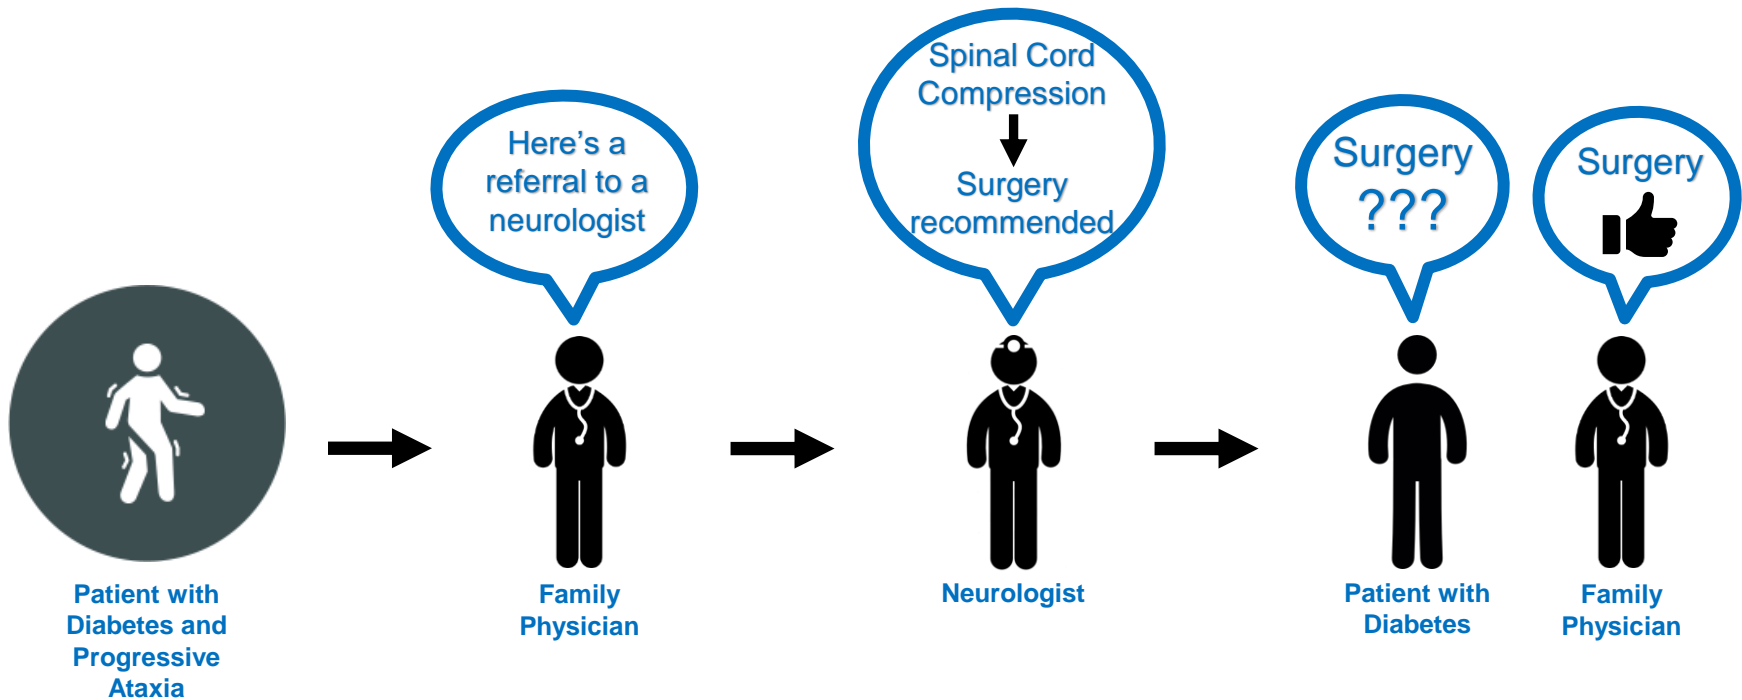 Patient with
Diabetes and
Progressive
Ataxia
Here’s a
referral to a
neurologist
Family
Physician
Spinal Cord
Compression
Surgery
recommended
Neurologist
Surgery
???
Patient with
Diabetes
Surgery
Family
Physician